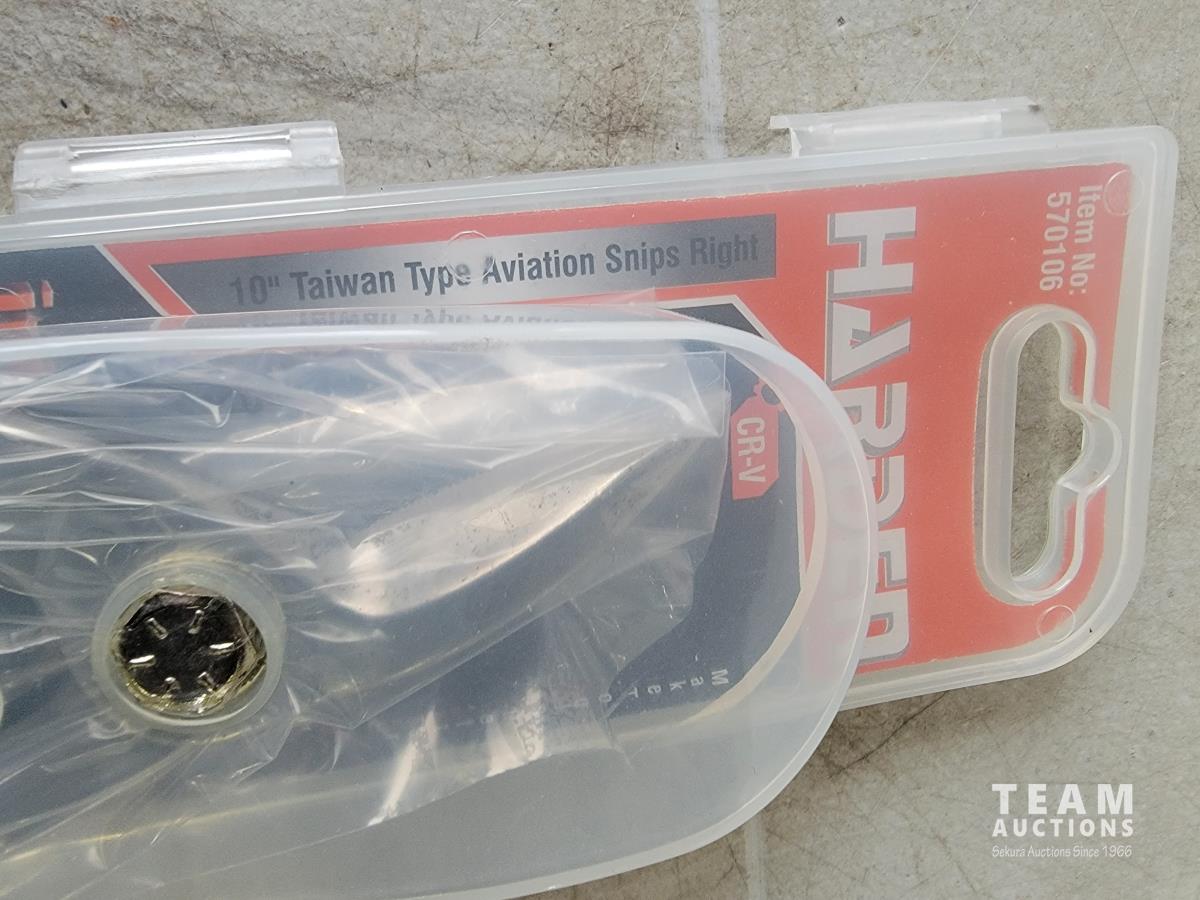 10" Taiwan Type Aviation Snips Right
HARDEN
Item No:
570106
CR-V
TEAM
AUCTIONS
Sekura Auctions Since 1966